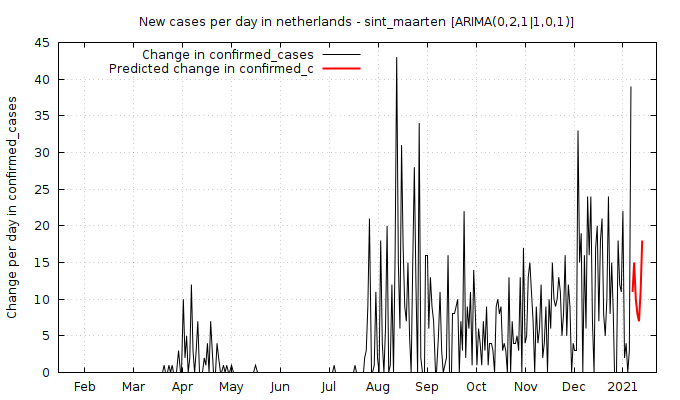 New cases per day in netherlands - sint_maarten [ARIMA(0,2,1|1,0,1)]
Change in confirmed_cases
Predicted change in confirmed_c
Change per day in confirmed_cases
45
40
35
30
25
20
15
10
5
0
Feb Mar Apr May Jun Jul Aug Sep Oct Nov Dec 2021